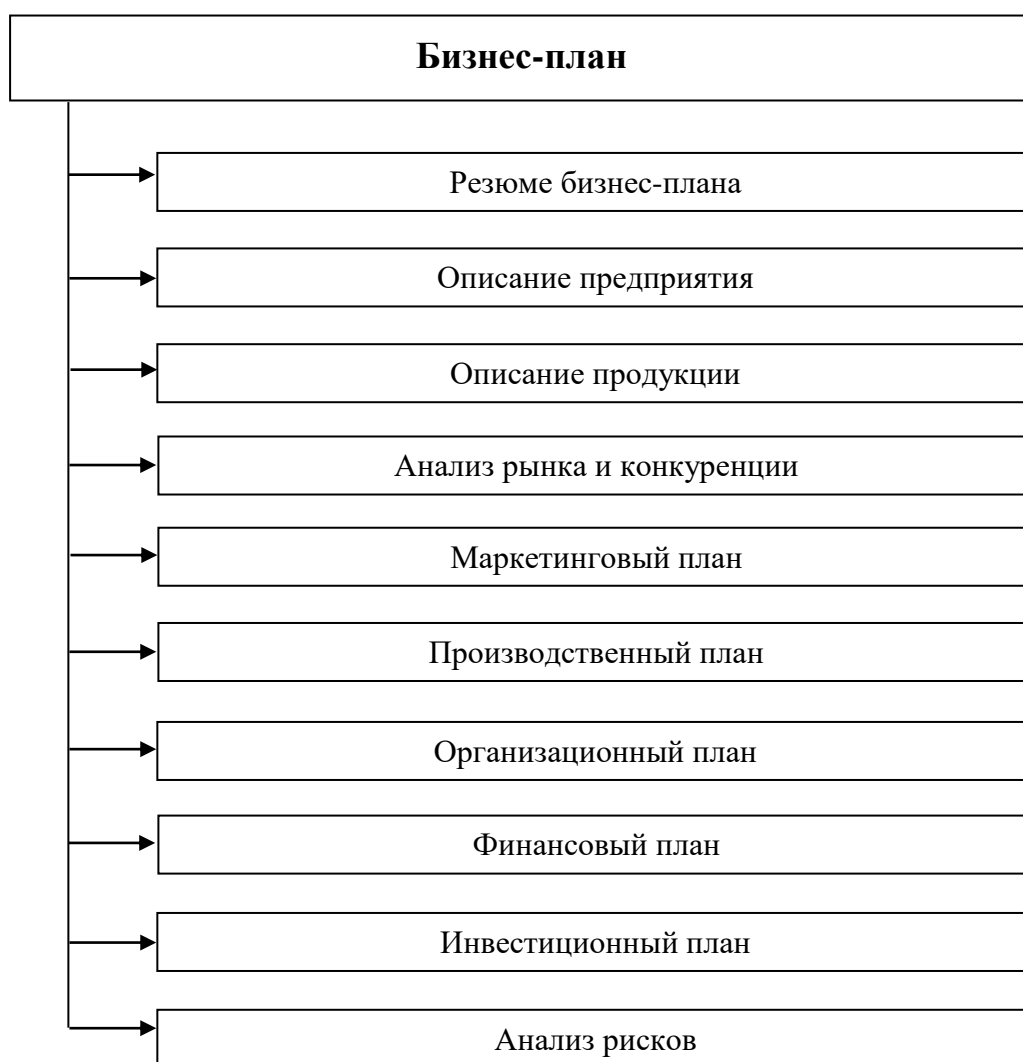 Бизнес-план
Резюме бизнес-плана
Описание предприятия
Описание продукции
Анализ рынка и конкуренции
Маркетинговый план
Производственный план
Организационный план
Финансовый план
Инвестиционный план
Анализ рисков